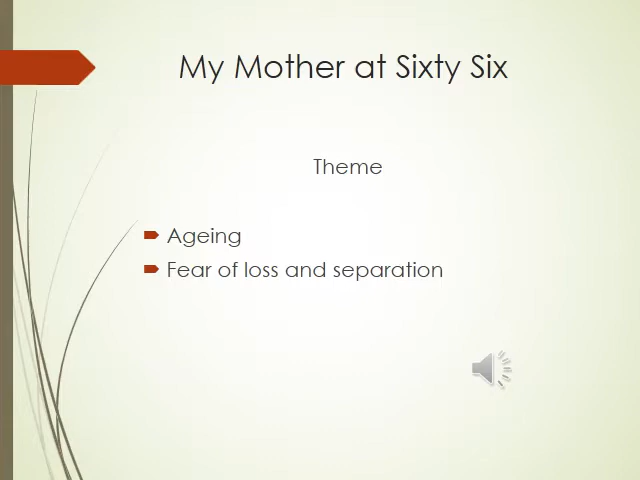 My Mother at Sixty Six
Theme
Ageing
Fear of loss and separation